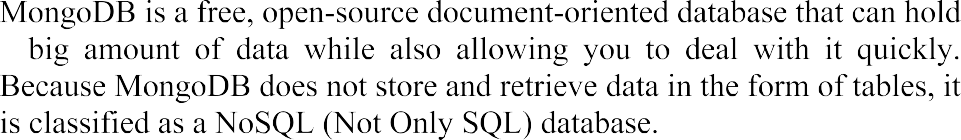 MongoDB is a free, open-source document-oriented database that can hold
big amount of data while also allowing you to deal with it quickly.
Because MongoDB does not store and retrieve data in the form of tables, it
is classified as a NoSQL (Not Only SQL) database.